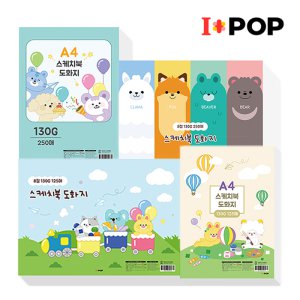 I POP
A4
스케치북
도화지
130G
250매
LLAMA
FOX
BEAVER
BEAR
8절 130G 250매
스케치북 도화지
8절 130G 125매
스케치북 도화지
A4
스케치북
도화지
130G 125매